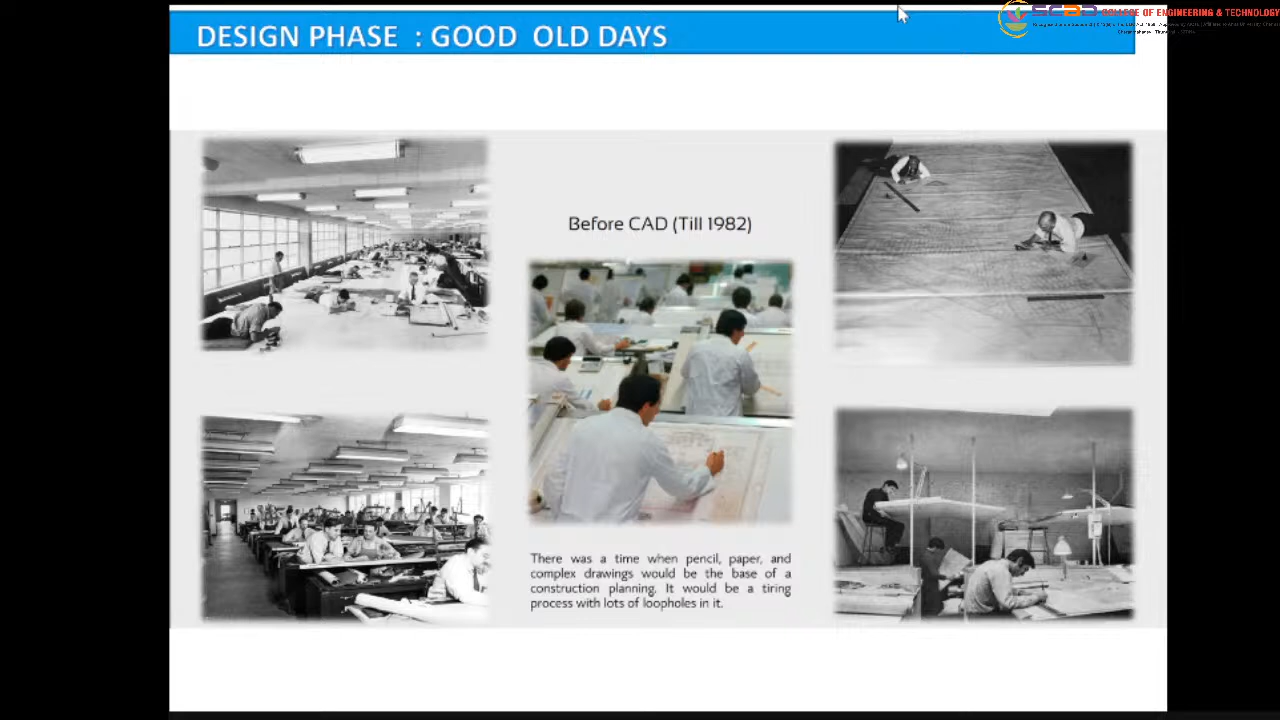 DESIGN PHASE : GOOD OLD DAYS
SCAD COLLEGE OF ENGINEERING & TECHNOLOGY
Before CAD (Till 1982)
There was a time when pencil, paper, and
complex drawings would be the base of a
construction planning. It would be a tiring
process with lots of loopholes in it.